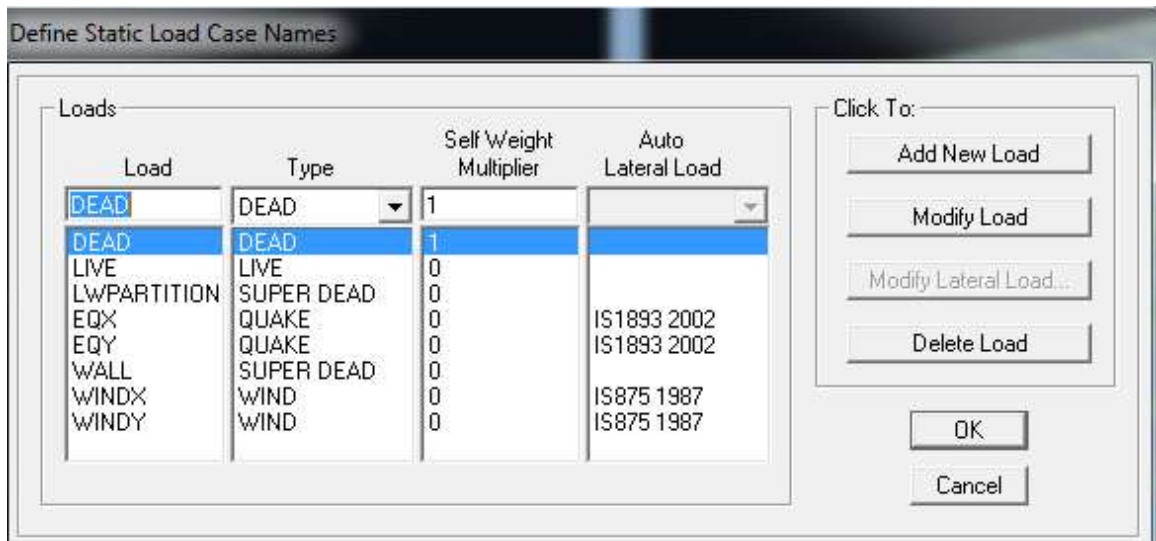 Define Static Load Case Names
Loads
Load Type Self Weight Multiplier Auto Lateral Load
DEAD DEAD 1
DEAD DEAD 1
LIVE LIVE 0
LWPARTITION SUPER DEAD 0
EQX QUAKE 0 IS1893 2002
EQY QUAKE 0 IS1893 2002
WALL SUPER DEAD 0
WINDX WIND 0 IS875 1987
WINDY WIND 0 IS875 1987
Click To:
Add New Load
Modify Load
Modify Lateral Load...
Delete Load
OK
Cancel